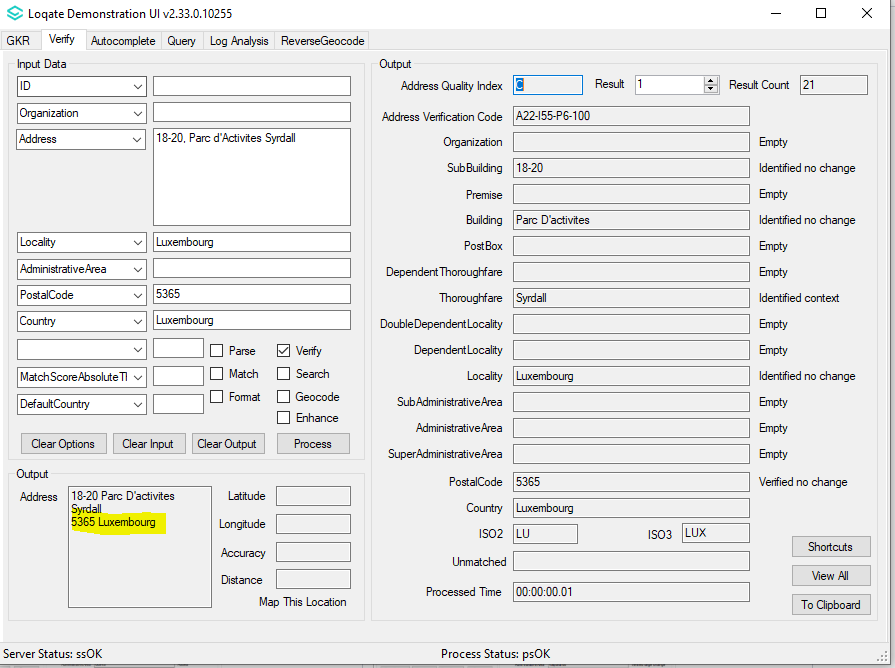 Loqate Demonstration UI v2.33.0.10255
GKR Verify Autocomplete Query Log Analysis ReverseGeocode
Input Data
ID
Organization
Address 18-20, Parc d'Activites Syrdall
Locality Luxembourg
AdministrativeArea
PostalCode 5365
Country Luxembourg
Parse Verify
MatchScoreAbsoluteTl Match Search
DefaultCountry Format Geocode
Enhance
Clear Options Clear Input Clear Output Process
Output
Address 18-20 Parc D'activites
Syrdall
5365 Luxembourg
Latitude
Longitude
Accuracy
Distance
Map This Location
Output
Address Quality Index C Result 1 Result Count 21
Address Verification Code A22-I55-P6-100
Organization Empty
SubBuilding 18-20 Identified no change
Premise Empty
Building Parc D'activites Identified no change
PostBox Empty
DependentThoroughfare Empty
Thoroughfare Syrdall Identified context
DoubleDependentLocality Empty
DependentLocality Empty
Locality Luxembourg Identified no change
SubAdministrativeArea Empty
AdministrativeArea Empty
SuperAdministrativeArea Empty
PostalCode 5365 Verified no change
Country Luxembourg
ISO2 LU ISO3 LUX
Unmatched
Processed Time 00:00:00.01
Shortcuts
View All
To Clipboard
Server Status: ssOK Process Status: psOK